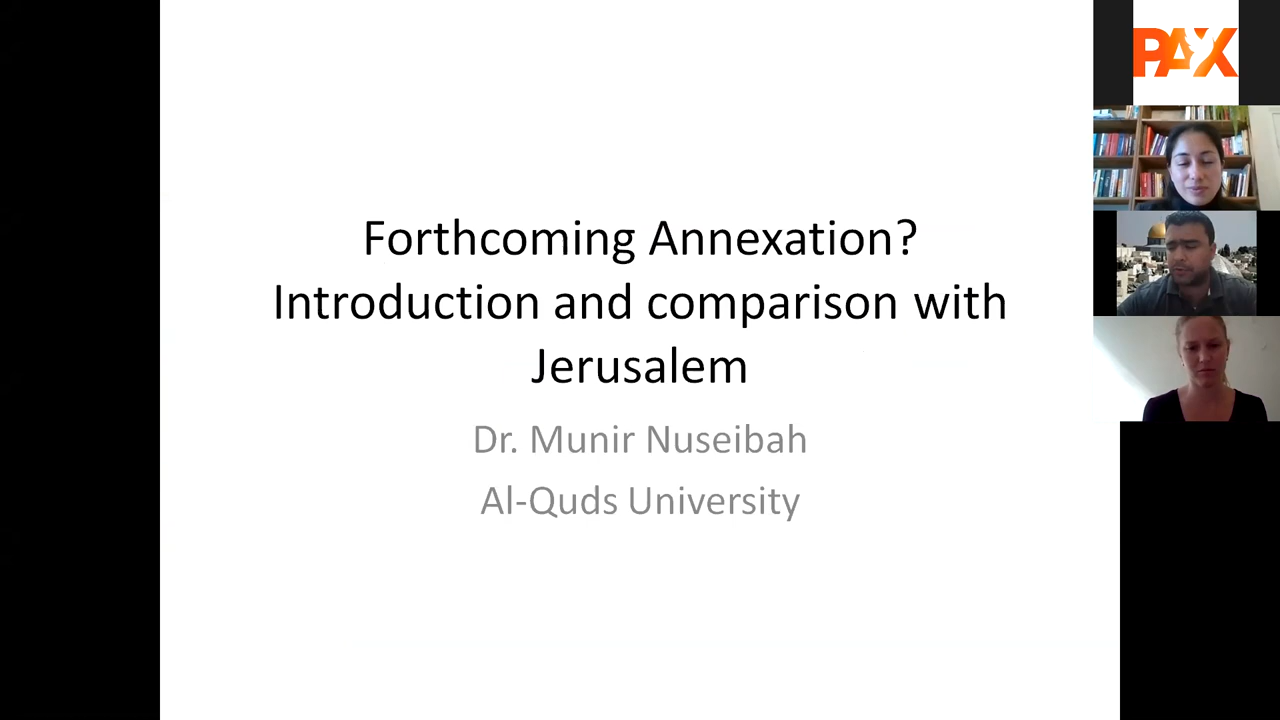 Forthcoming Annexation?
Introduction and comparison with
Jerusalem
Dr. Munir Nuseibah
Al-Quds University
PAX